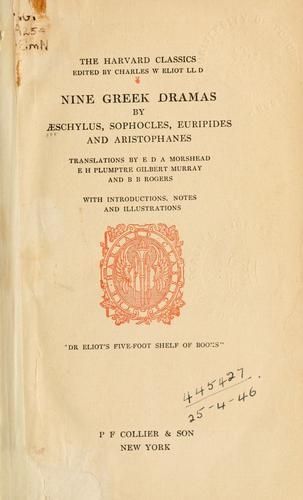 THE HARVARD CLASSICS
EDITED BY CHARLES W ELIOT LL D
NINE GREEK DRAMAS
BY
ÆSCHYLUS, SOPHOCLES, EURIPIDES
AND ARISTOPHANES
TRANSLATIONS BY E D A MORSHEAD
E H PLUMPTRE GILBERT MURRAY
AND B B ROGERS
WITH INTRODUCTIONS, NOTES
AND ILLUSTRATIONS
"DR ELIOT'S FIVE-FOOT SHELF OF BOOKS"
445427
25-4-46
P F COLLIER & SON
NEW YORK